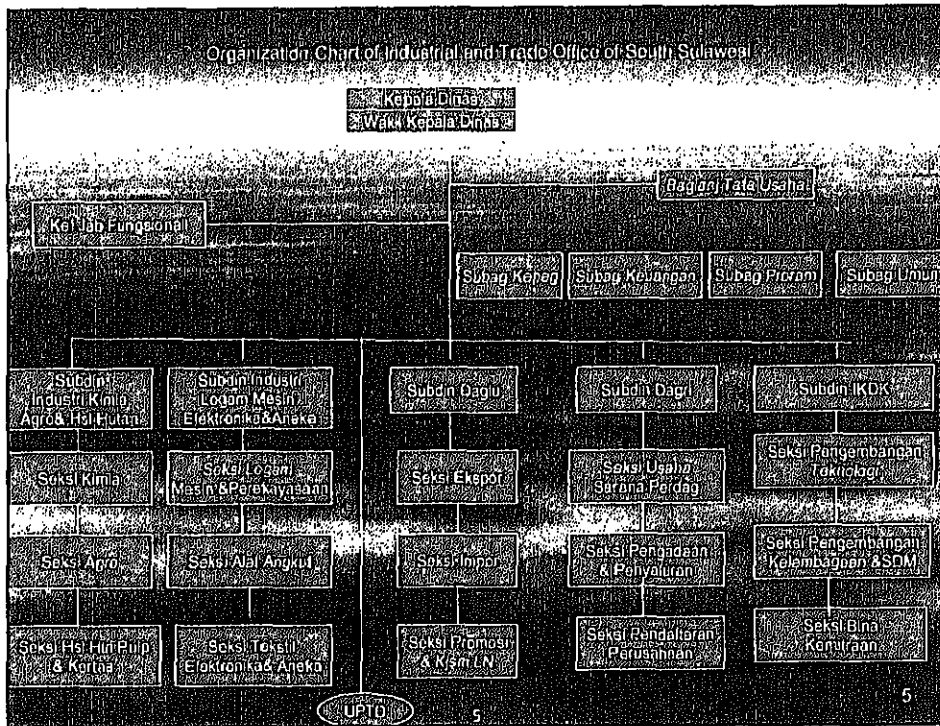 Organization Chart of Industrial and Trade Office of South Sulawesi
Kepala Dinas
Wakil Kepala Dinas
Bagian Tata Usaha
Kel Jab Fungsional
Subag Kepeg
Subag Keuangan
Subag Proram
Subag Umum
Subdin
Industri Kimia
Agro& Hsl Hutan
Subdin Industri
Logam Mesin
Elektronika&Aneka
Subdin Daglu
Subdin Dagri
Subdin IKDK
Seksi Kimia
Seksi Logam
Mesin &Perekayasaan
Seksi Ekspor
Seksi Usaha
Sarana Perdag
Seksi Pengembangan
Teknologi
Seksi Agro
Seksi Alat Angkut
Seksi Impor
Seksi Pengadaan
& Penyaluran
Seksi Pengembangan
Kelembagaan &SDM
Seksi Hsl Htn Pulp
& Kertas
Seksi Tekstil
Elektronika& Aneka
Seksi Promosi
& Kjsm LN
Seksi Pendaftaran
Perusahaan
Seksi Bina
Kemitraan
UPTD
5
5